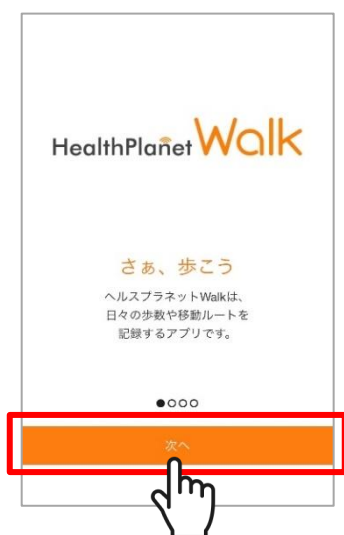 HealthPlanet Walk
さぁ、歩こう
ヘルスプラネットWalkは、
日々の歩数や移動ルートを
記録するアプリです。
次へ